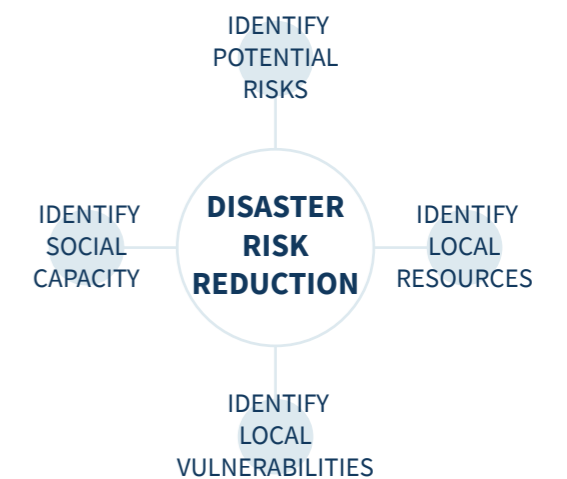 IDENTIFY
POTENTIAL
RISKS
IDENTIFY
SOCIAL
CAPACITY
DISASTER
RISK
REDUCTION
IDENTIFY
LOCAL
RESOURCES
IDENTIFY
LOCAL
VULNERABILITIES